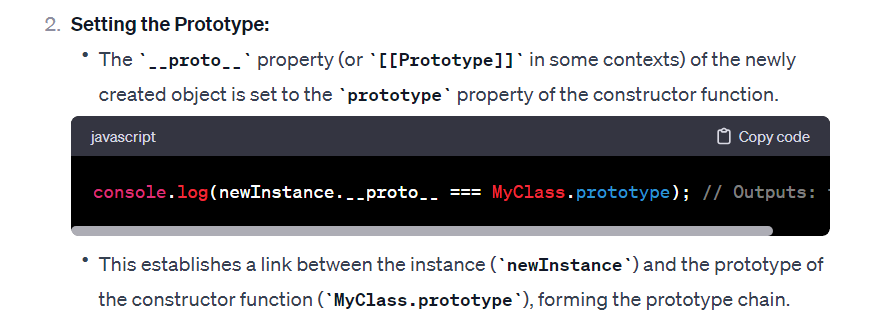 2. Setting the Prototype:
• The `__proto__` property (or `[[Prototype]]` in some contexts) of the newly
created object is set to the `prototype` property of the constructor function.
javascript Copy code
console.log(newInstance.__proto__ === MyClass.prototype); // Outputs:
• This establishes a link between the instance (`newInstance`) and the prototype of
the constructor function (`MyClass.prototype`), forming the prototype chain.